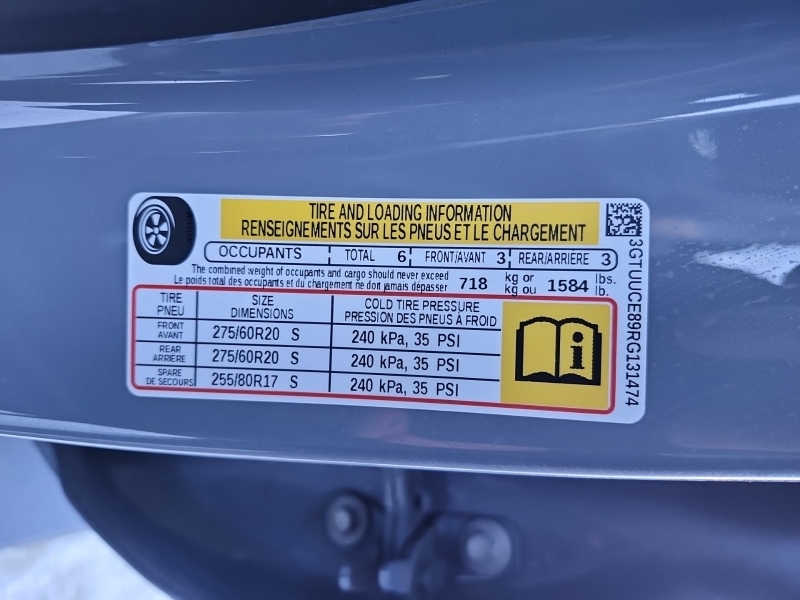 TIRE AND LOADING INFORMATION
RENSEIGNEMENTS SUR LES PNEUS ET LE CHARGEMENT
OCCUPANTS TOTAL 6 FRONT/AVANT 3 REAR/ARRIÈRE 3
The combined weight of occupants and cargo should never exceed 718 kg or 1584 lbs.
Le poids total des occupants et du chargement ne doit jamais dépasser kg ou lb.
TIRE SIZE COLD TIRE PRESSURE
PNEU DIMENSIONS PRESSION DES PNEUS À FROID
FRONT AVANT 275/60R20 S 240 kPa, 35 PSI
REAR ARRIÈRE 275/60R20 S 240 kPa, 35 PSI
SPARE DE SECOURS 255/80R17 S 240 kPa, 35 PSI
3GTUUCE89RG131474